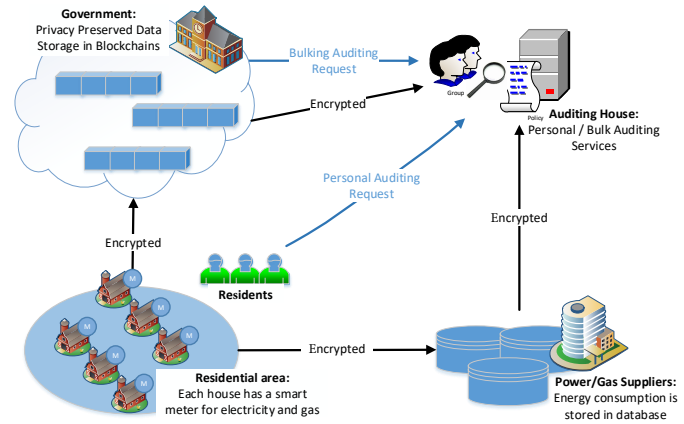 Government:
Privacy Preserved Data
Storage in Blockchains
Bulking Auditing
Request
Encrypted
Group
Policy
Auditing House:
Personal / Bulk Auditing
Services
Personal Auditing
Request
Encrypted
Encrypted
Residents
M
M
M
M
M
M
Encrypted
Residential area:
Each house has a smart
meter for electricity and gas
Power/Gas Suppliers:
Energy consumption is
stored in database